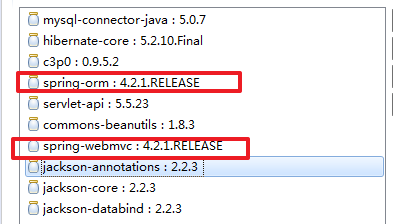 mysql-connector-java : 5.0.7
hibernate-core : 5.2.10.Final
c3p0 : 0.9.5.2
spring-orm : 4.2.1.RELEASE
servlet-api : 5.5.23
commons-beanutils : 1.8.3
spring-webmvc : 4.2.1.RELEASE
jackson-annotations : 2.2.3
jackson-core : 2.2.3
jackson-databind : 2.2.3